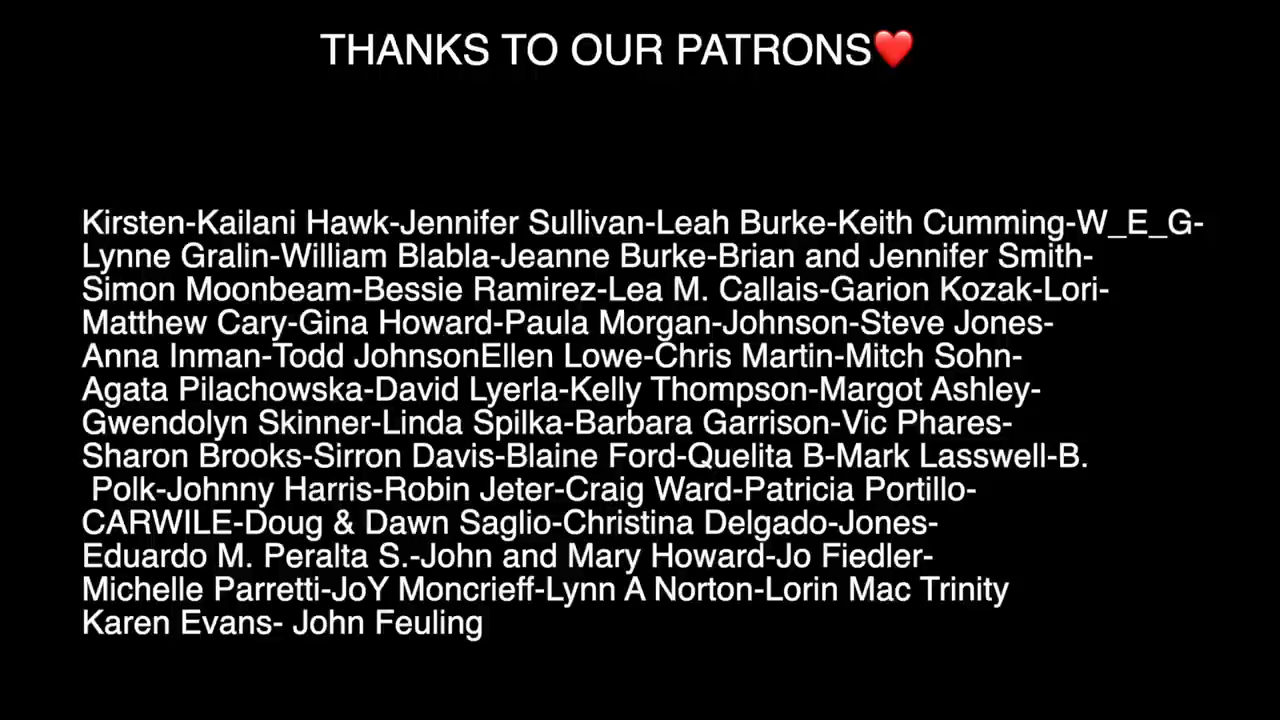 THANKS TO OUR PATRONS❤️
Kirsten-Kailani Hawk-Jennifer Sullivan-Leah Burke-Keith Cumming-W_E_G-
Lynne Gralin-William Blabla-Jeanne Burke-Brian and Jennifer Smith-
Simon Moonbeam-Bessie Ramirez-Lea M. Callais-Garion Kozak-Lori-
Matthew Cary-Gina Howard-Paula Morgan-Johnson-Steve Jones-
Anna Inman-Todd JohnsonEllen Lowe-Chris Martin-Mitch Sohn-
Agata Pilachowska-David Lyerla-Kelly Thompson-Margot Ashley-
Gwendolyn Skinner-Linda Spilka-Barbara Garrison-Vic Phares-
Sharon Brooks-Sirron Davis-Blaine Ford-Quelita B-Mark Lasswell-B.
Polk-Johnny Harris-Robin Jeter-Craig Ward-Patricia Portillo-
CARWILE-Doug & Dawn Saglio-Christina Delgado-Jones-
Eduardo M. Peralta S.-John and Mary Howard-Jo Fiedler-
Michelle Parretti-JoY Moncrieff-Lynn A Norton-Lorin Mac Trinity
Karen Evans- John Feuling